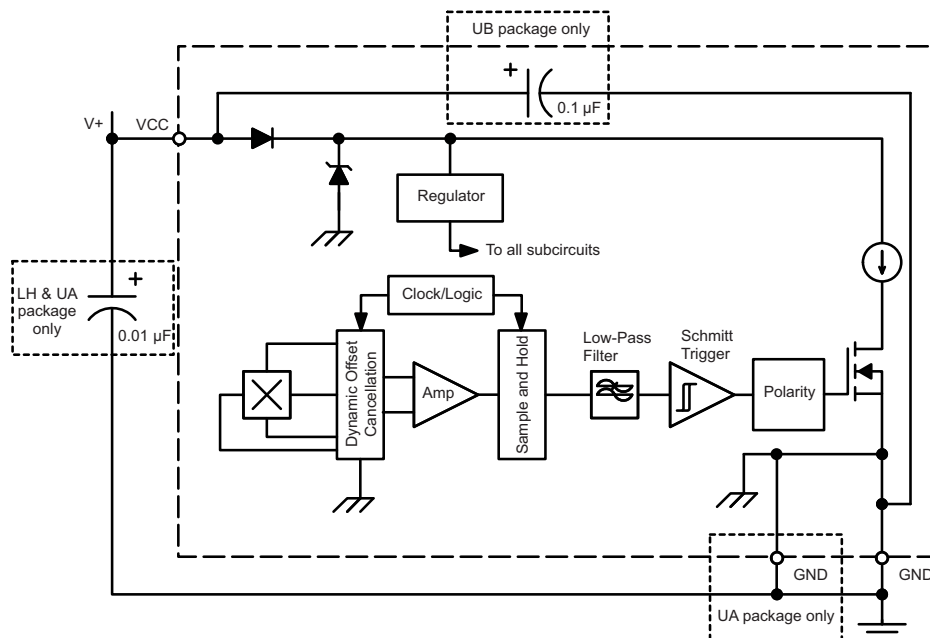 UB package only
+
0.1 µF
V+
VCC
Regulator
To all subcircuits
LH & UA
package
only
+
0.01 µF
Clock/Logic
Dynamic Offset
Cancellation
Amp
Sample and Hold
Low-Pass
Filter
Schmitt
Trigger
Polarity
GND
GND
UA package only